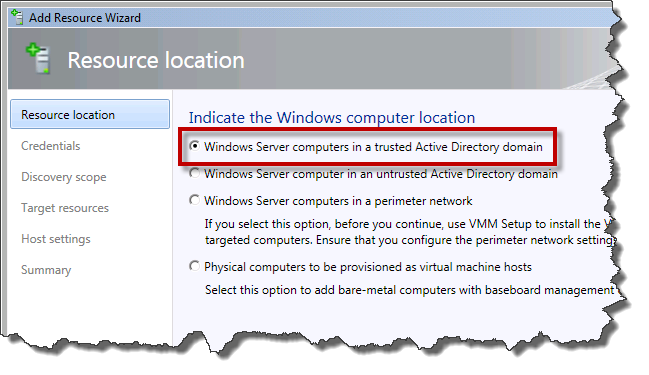 Add Resource Wizard
Resource location
Resource location
Credentials
Discovery scope
Target resources
Host settings
Summary
Indicate the Windows computer location
Windows Server computers in a trusted Active Directory domain
Windows Server computer in an untrusted Active Directory domain
Windows Server computers in a perimeter network
If you select this option, before you continue, use VMM Setup to install the
targeted computers. Ensure that you configure the perimeter network setting
Physical computers to be provisioned as virtual machine hosts
Select this option to add bare-metal computers with baseboard management